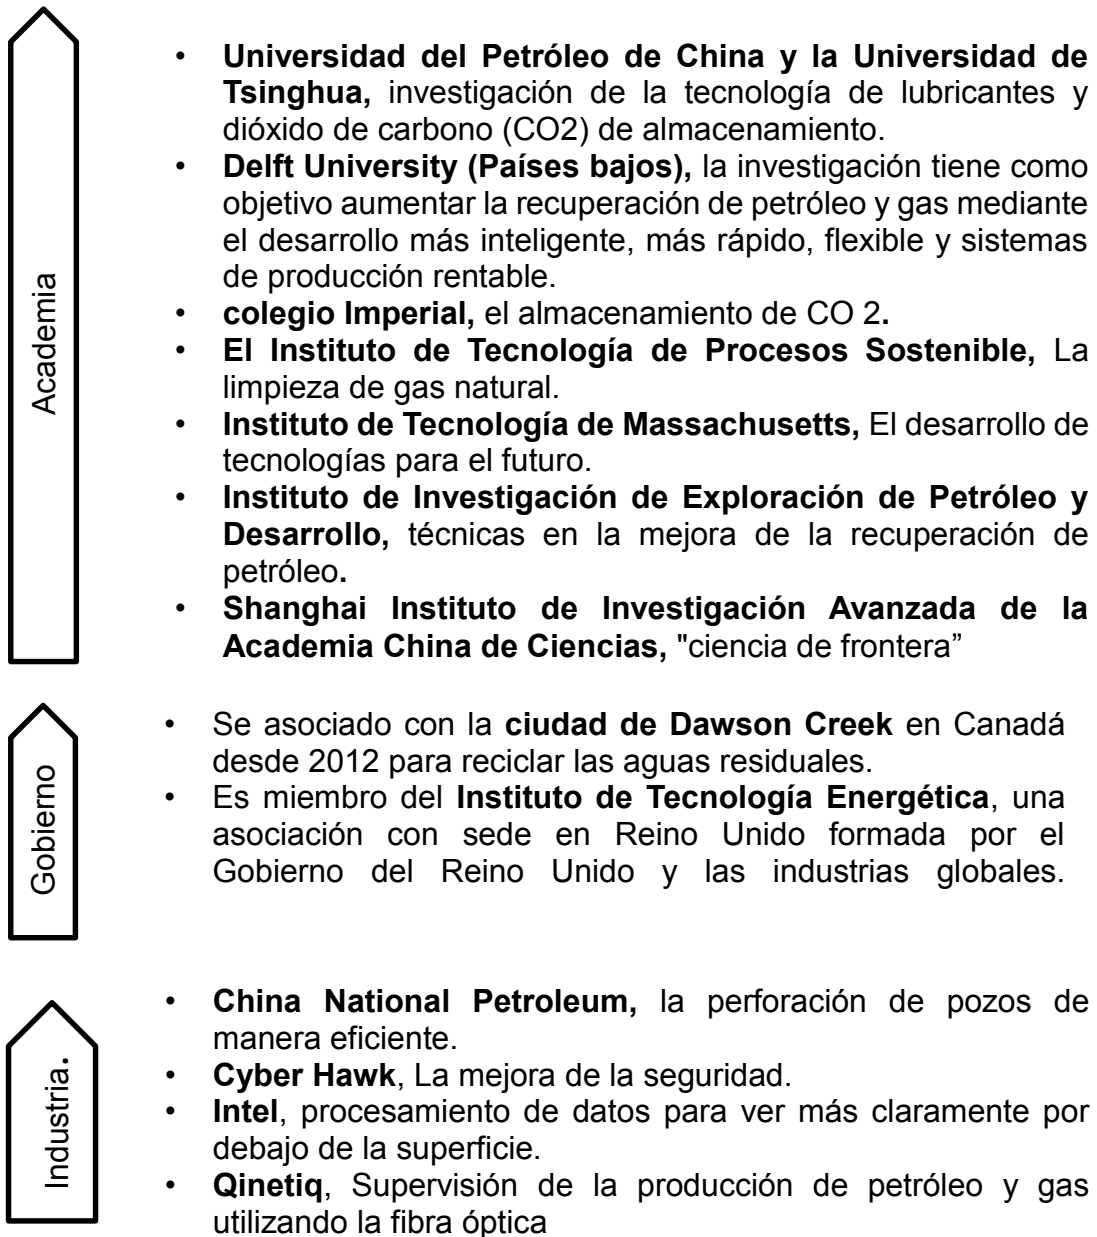 Academia
• Universidad del Petróleo de China y la Universidad de
Tsinghua, investigación de la tecnología de lubricantes y
dióxido de carbono (CO2) de almacenamiento.
• Delft University (Países bajos), la investigación tiene como
objetivo aumentar la recuperación de petróleo y gas mediante
el desarrollo más inteligente, más rápido, flexible y sistemas
de producción rentable.
• colegio Imperial, el almacenamiento de CO 2.
• El Instituto de Tecnología de Procesos Sostenible, La
limpieza de gas natural.
• Instituto de Tecnología de Massachusetts, El desarrollo de
tecnologías para el futuro.
• Instituto de Investigación de Exploración de Petróleo y
Desarrollo, técnicas en la mejora de la recuperación de
petróleo.
• Shanghai Instituto de Investigación Avanzada de la
Academia China de Ciencias, "ciencia de frontera”
Gobierno
• Se asociado con la ciudad de Dawson Creek en Canadá
desde 2012 para reciclar las aguas residuales.
• Es miembro del Instituto de Tecnología Energética, una
asociación con sede en Reino Unido formada por el
Gobierno del Reino Unido y las industrias globales.
Industria.
• China National Petroleum, la perforación de pozos de
manera eficiente.
• Cyber Hawk, La mejora de la seguridad.
• Intel, procesamiento de datos para ver más claramente por
debajo de la superficie.
• Qinetiq, Supervisión de la producción de petróleo y gas
utilizando la fibra óptica